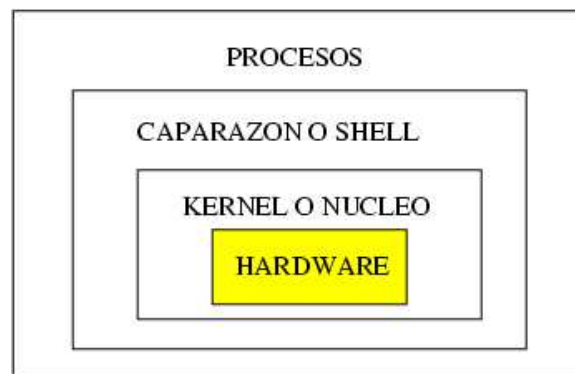 PROCESOS
CAPARAZON O SHELL
KERNEL O NUCLEO
HARDWARE